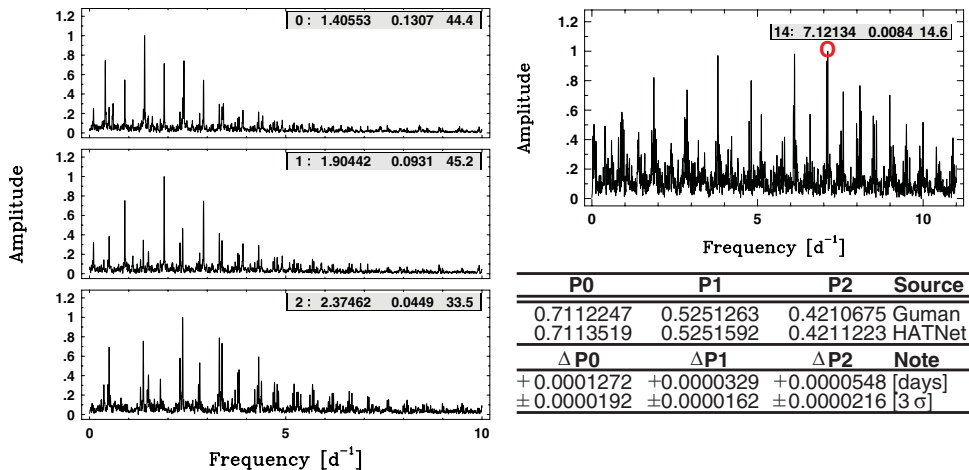 0 : 1.40553 0.1307 44.4
1.2
1
.8
.6
.4
.2
0
1 : 1.90442 0.0931 45.2
1.2
1
.8
.6
.4
.2
0
2 : 2.37462 0.0449 33.5
1.2
1
.8
.6
.4
.2
0
Amplitude
0 5 10
Frequency [d⁻¹]
14: 7.12134 0.0084 14.6
1.2
1
.8
.6
.4
.2
0
Amplitude
0 5 10
Frequency [d⁻¹]
P0 P1 P2 Source
0.7112247 0.5251263 0.4210675 Guman
0.7113519 0.5251592 0.4211223 HATNet
Δ P0 ΔP1 ΔP2 Note
+0.0001272 +0.0000329 +0.0000548 [days]
±0.0000192 ±0.0000162 ±0.0000216 [3 σ]